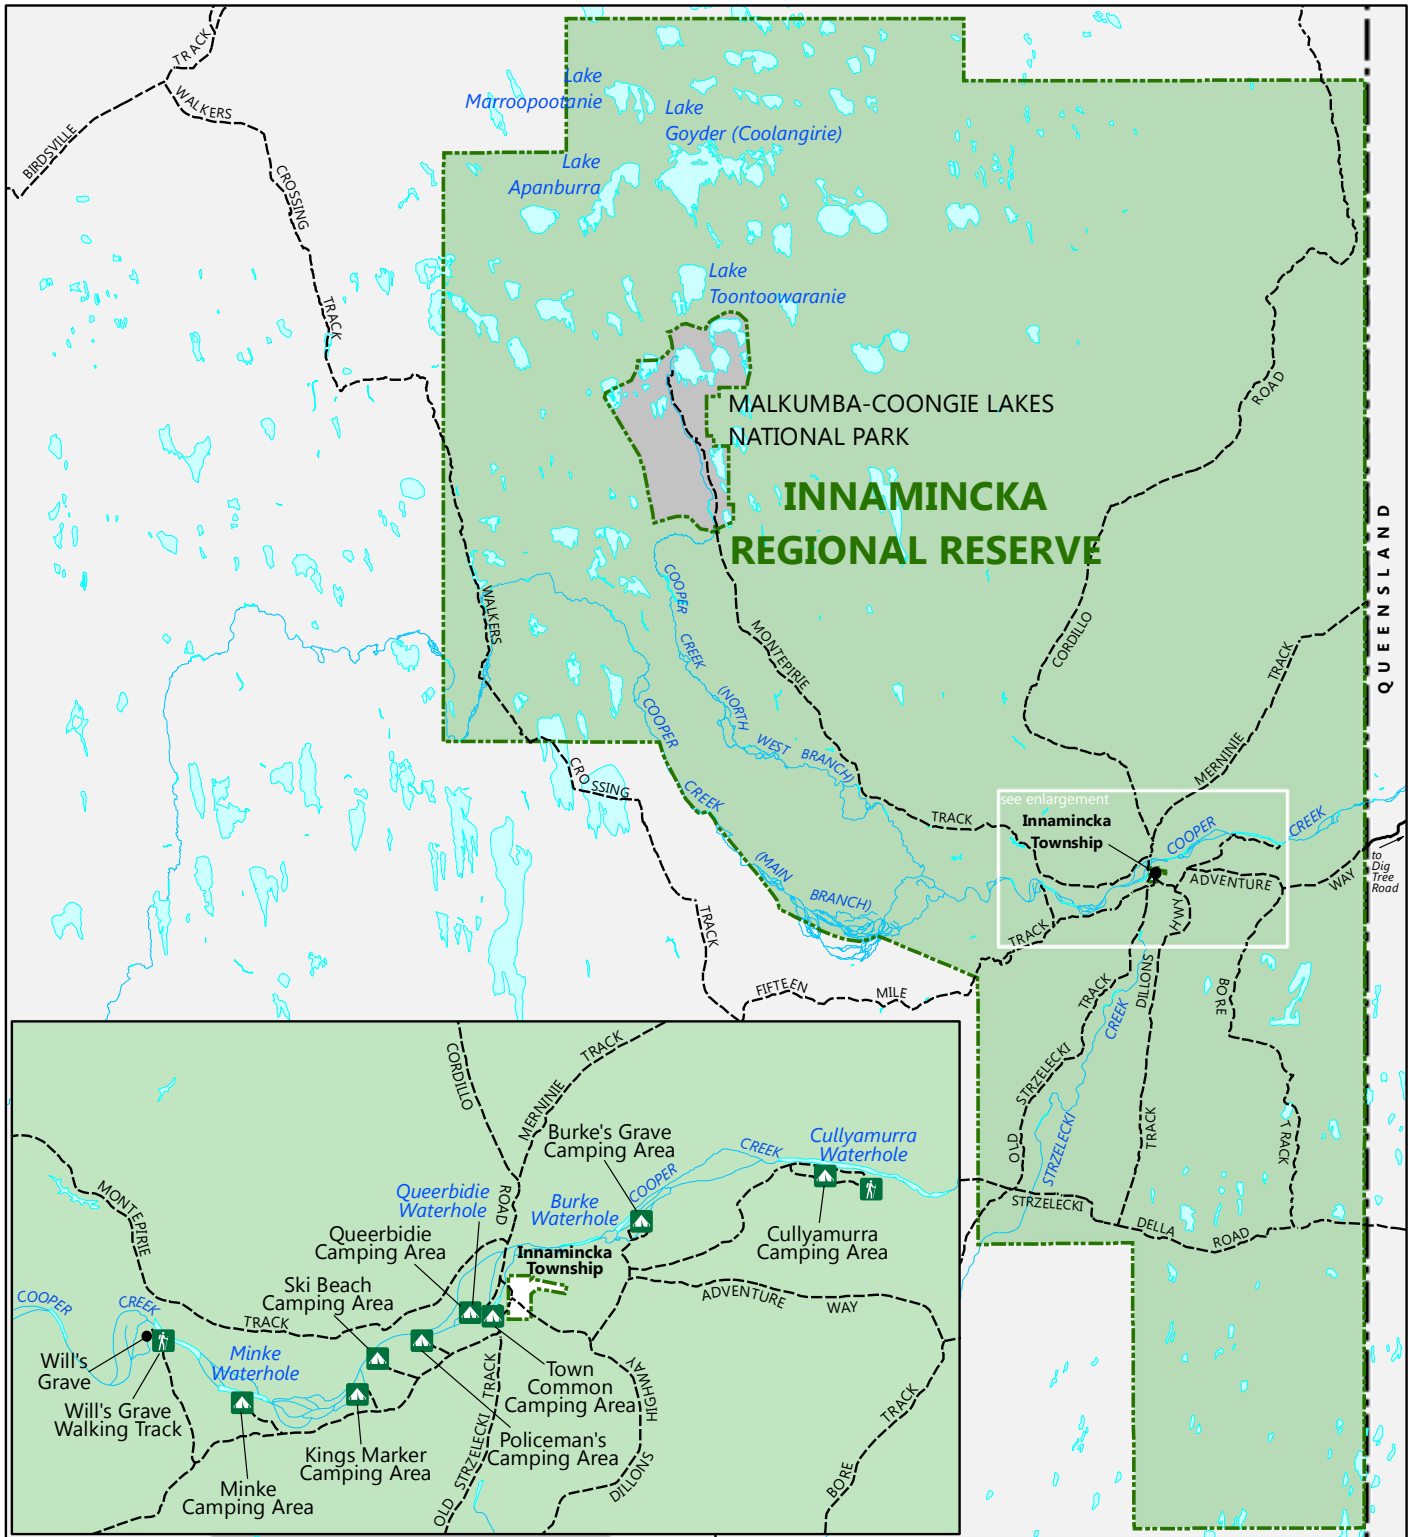 BIRDSVILLE
TRACK
WALKERS
CROSSING
TRACK
Lake
Marroopootanie
Lake
Goyder (Coolangirie)
Lake
Apanburra
Lake
Toontoowaranie
MALKUMBA-COONGIE LAKES
NATIONAL PARK
INNAMINCKA
REGIONAL RESERVE
QUEENSLAND
CORDILLO
ROAD
MERNINIE
TRACK
WALKERS
CROSSING
TRACK
COOPER
CREEK
(NORTH
WEST BRANCH)
COOPER
CREEK
(MAIN
BRANCH)
MONTEPIRIE
TRACK
see enlargement
Innamincka
Township
COOPER
CREEK
ADVENTURE
WAY
to
Dig
Tree
Road
HWY
TRACK
FIFTEEN
MILE
DILLONS
TRACK
BORE
TRACK
OLD
STRZELECKI
TRACK
STRZELECKI
CREEK
STRZELECKI
DELLA
ROAD
CORDILLO
ROAD
MERNINIE
TRACK
Burke's Grave
Camping Area
CREEK
COOPER
Cullyamurra
Waterhole
Queerbidie
Waterhole
Burke
Waterhole
Queerbidie
Camping Area
Innamincka
Township
Cullyamurra
Camping Area
MONTEPIRIE
TRACK
Ski Beach
Camping Area
ADVENTURE
WAY
COOPER
CREEK
Will's
Grave
Minke
Waterhole
Will's Grave
Walking Track
Town
Common
Camping Area
HIGHWAY
DILLONS
Kings Marker
Camping Area
Policeman's
Camping Area
Minke
Camping Area
OLD
STRZELECKI
TRACK
BORE
TRACK